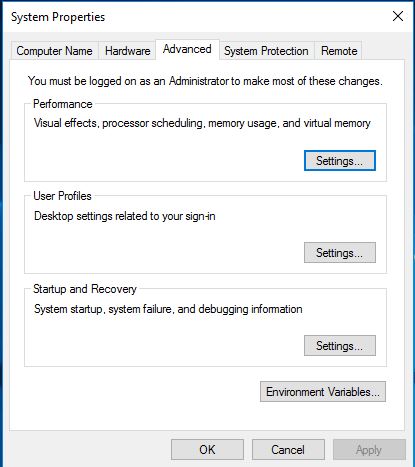 System Properties
Computer Name Hardware Advanced System Protection Remote
You must be logged on as an Administrator to make most of these changes.
Performance
Visual effects, processor scheduling, memory usage, and virtual memory
Settings...
User Profiles
Desktop settings related to your sign-in
Settings...
Startup and Recovery
System startup, system failure, and debugging information
Settings...
Environment Variables...
OK Cancel Apply